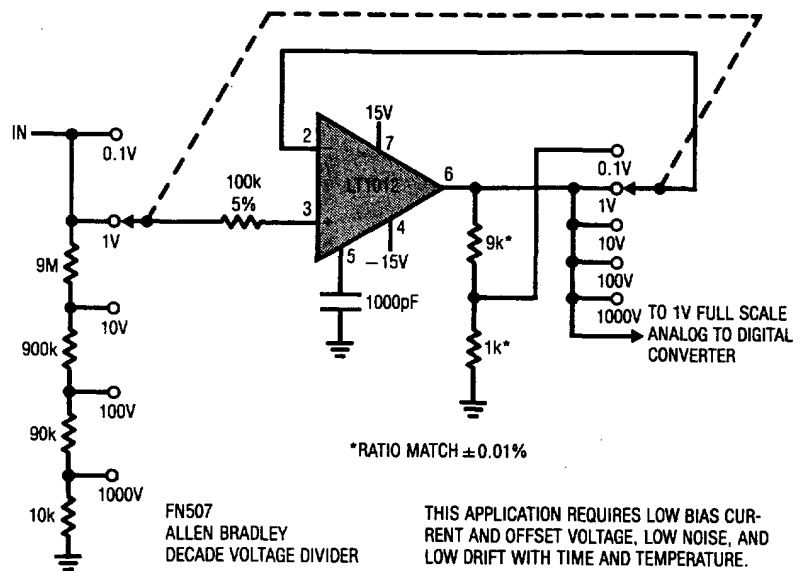 IN
0.1V
1V
9M
10V
900k
100V
90k
1000V
10k
100k
5%
2
3
15V
7
LT1012
6
4
−15V
5
1000pF
9k*
1k*
0.1V
1V
10V
100V
1000V
TO 1V FULL SCALE
ANALOG TO DIGITAL
CONVERTER
*RATIO MATCH ±0.01%
FN507
ALLEN BRADLEY
DECADE VOLTAGE DIVIDER
THIS APPLICATION REQUIRES LOW BIAS CUR-
RENT AND OFFSET VOLTAGE, LOW NOISE, AND
LOW DRIFT WITH TIME AND TEMPERATURE.